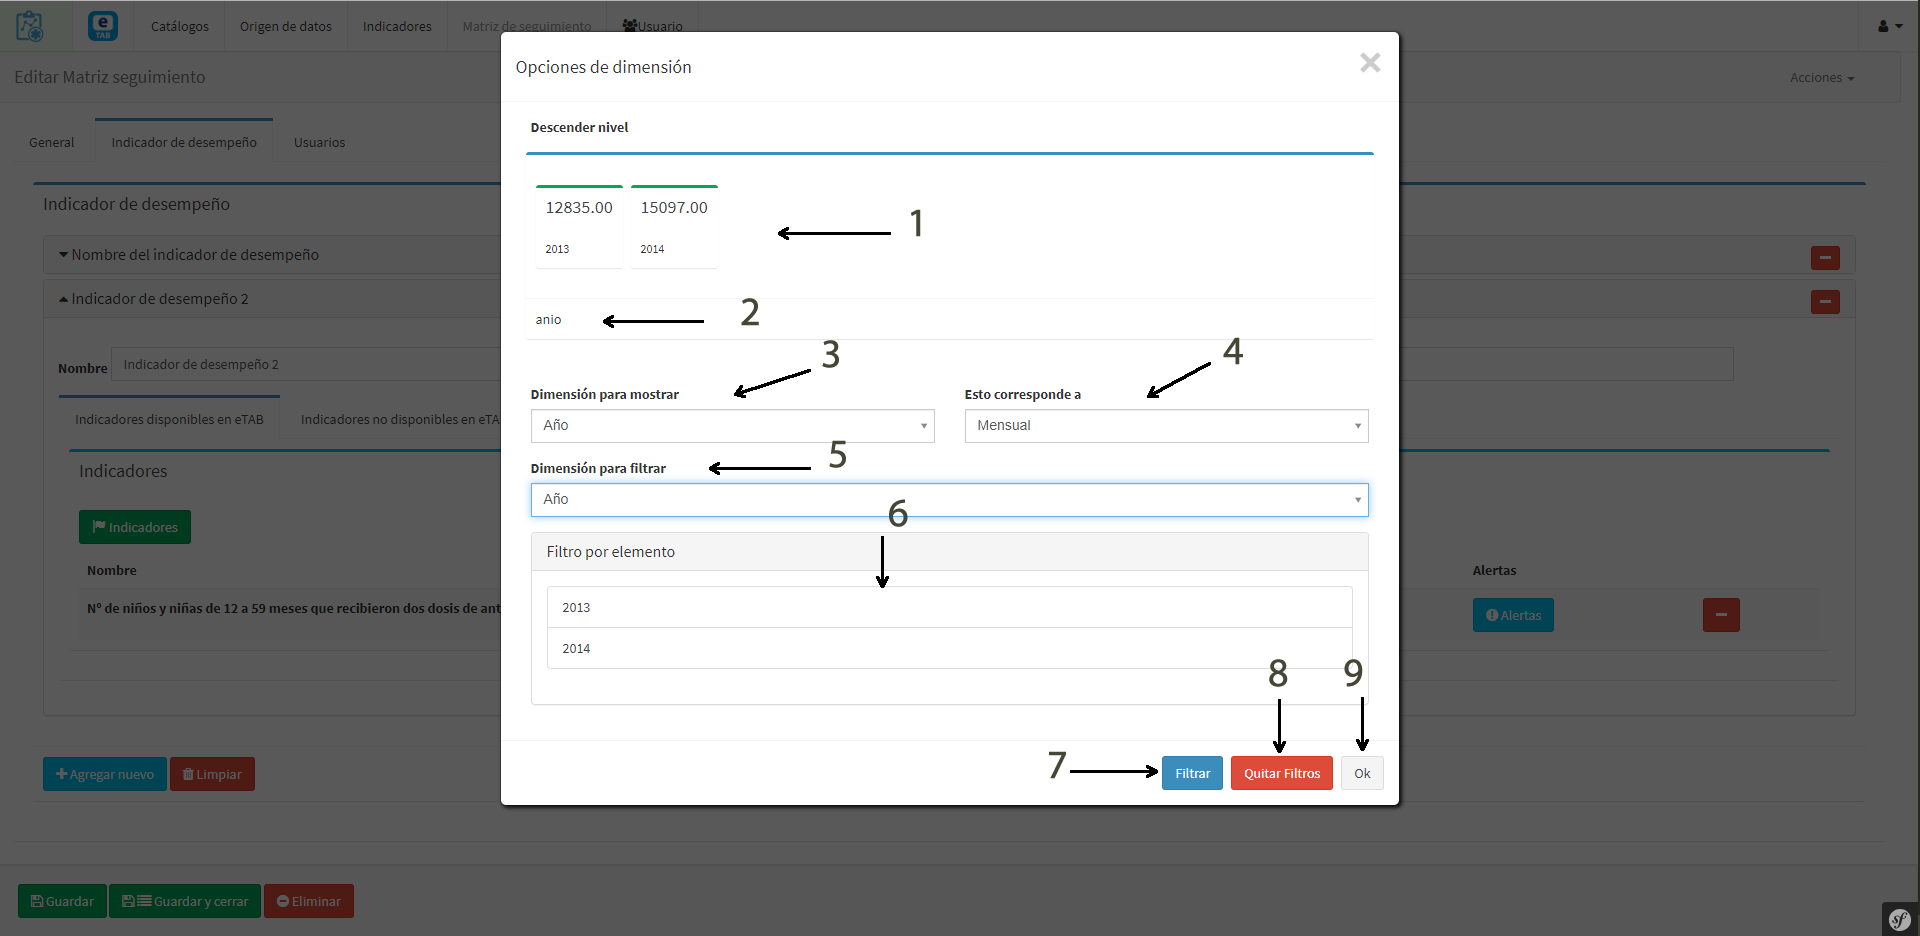 e
TAB
Catálogos
Origen de datos
Indicadores
Matriz de seguimiento
Usuario
Editar Matriz seguimiento
Acciones
General
Indicador de desempeño
Usuarios
Indicador de desempeño
Nombre del indicador de desempeño
Indicador de desempeño 2
Nombre
Indicador de desempeño 2
Indicadores disponibles en eTAB
Indicadores no disponibles en eTA
Indicadores
Indicadores
Nombre
Alertas
N° de niños y niñas de 12 a 59 meses que recibieron dos dosis de ant
Alertas
Agregar nuevo
Limpiar
Guardar
Guardar y cerrar
Eliminar
Opciones de dimensión
×
Descender nivel
12835.00
15097.00
1
2013
2014
anio
2
3
4
Dimensión para mostrar
Esto corresponde a
Año
Mensual
5
Dimensión para filtrar
Año
6
Filtro por elemento
2013
2014
8
9
7
Filtrar
Quitar Filtros
Ok
sf